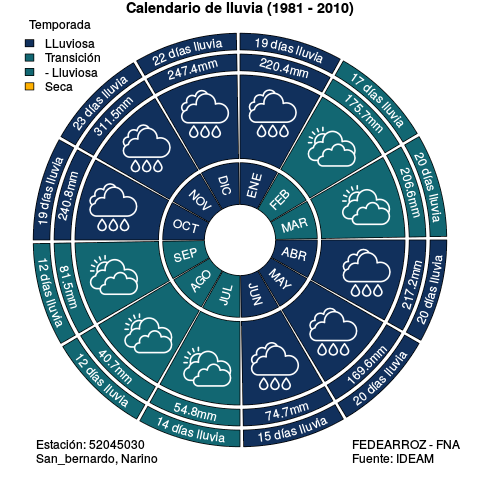 Calendario de lluvia (1981 - 2010)
Temporada
LLuviosa
Transición
- Lluviosa
Seca
19 días lluvia
220.4mm
ENE
17 días lluvia
175.7mm
FEB
20 días lluvia
206.6mm
MAR
20 días lluvia
217.2mm
ABR
20 días lluvia
169.6mm
MAY
15 días lluvia
74.7mm
JUN
14 días lluvia
54.8mm
JUL
12 días lluvia
40.7mm
AGO
12 días lluvia
81.5mm
SEP
19 días lluvia
240.8mm
OCT
23 días lluvia
311.5mm
NOV
22 días lluvia
247.4mm
DIC
Estación: 52045030
San_bernardo, Narino
FEDEARROZ - FNA
Fuente: IDEAM